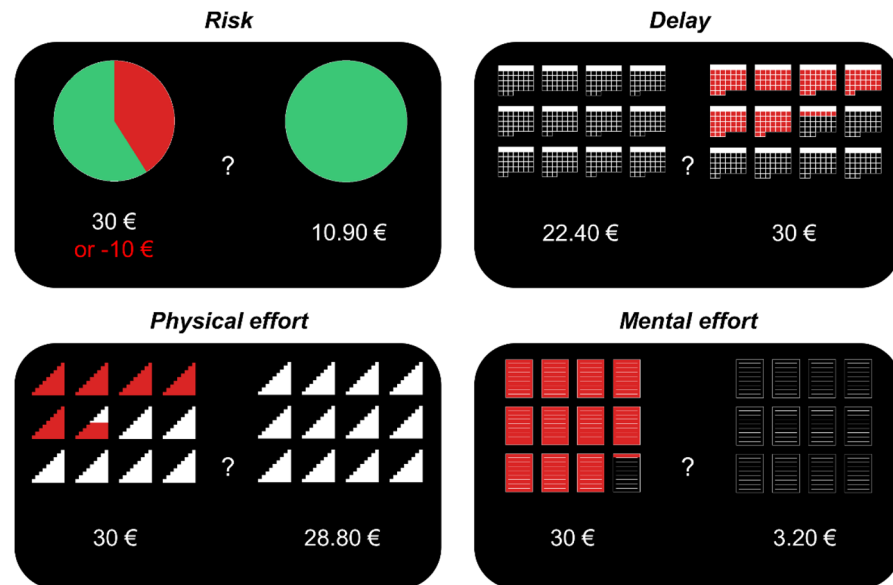 Risk
?
30 €
or -10 €
10.90 €
Delay
?
22.40 €
30 €
Physical effort
?
30 €
28.80 €
Mental effort
?
30 €
3.20 €